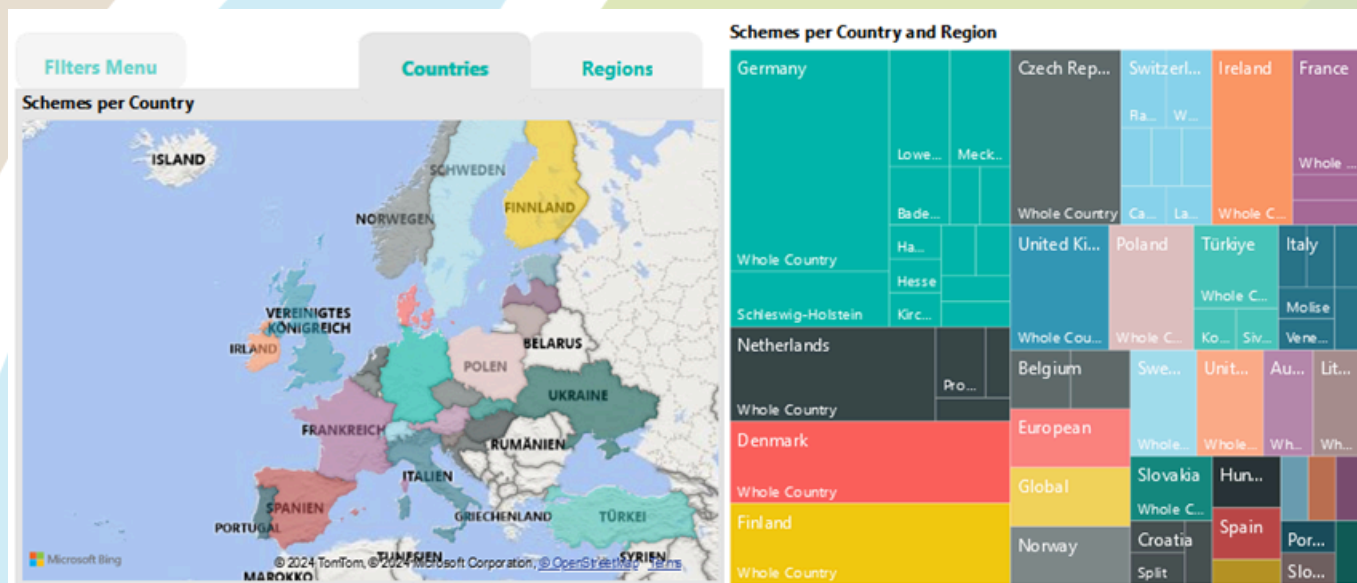 Schemes per Country and Region
Filters Menu
Countries
Regions
Schemes per Country
ISLAND
SCHWEDEN
FINNLAND
NORWEGEN
VEREINIGTES
KÖNIGREICH
IRLAND
BELARUS
POLEN
UKRAINE
FRANKREICH
RUMÄNIEN
ITALIEN
SPANIEN
PORTUGAL
GRIECHENLAND
TÜRKEI
TUNESIEN
SYRIEN
MAROKKO
Microsoft Bing
© 2024 TomTom, © 2024 Microsoft Corporation, © OpenStreetMap Terms
Germany
Lowe...
Meck...
Bade...
Whole Country
Ha...
Hesse
Schleswig-Holstein
Kirc...
Netherlands
Pro...
Whole Country
Denmark
Whole Country
Finland
Whole Country
Czech Rep...
Whole Country
Switzerl...
Ra...
W...
Ca...
La...
Ireland
Whole C...
France
Whole ...
United Ki...
Whole Cou...
Poland
Whole C...
Türkiye
Whole C...
Ko...
Siv...
Italy
Molise
Vene...
Belgium
European
Global
Norway
Swe...
Whole...
Unit...
Whole...
Au...
Wh...
Lit...
Wh...
Slovakia
Whole C...
Hun...
Croatia
Split
Spain
Por...
Slo...